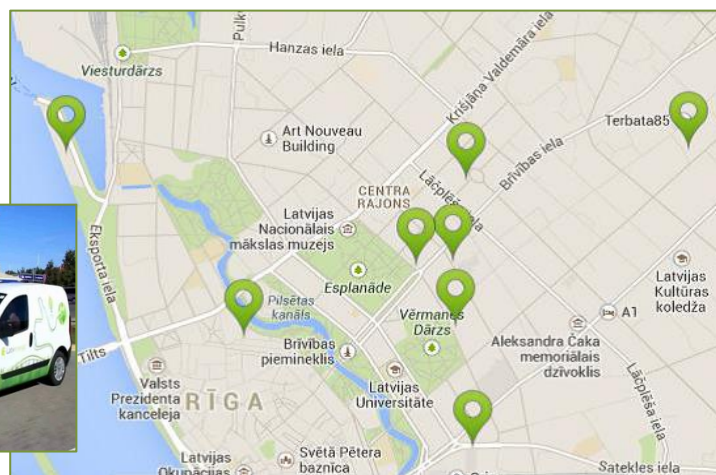 Hanzas iela
Viesturdārzs
Pulk
Krišjāņa Valdemāra iela
Terbata85
Brīvības iela
Art Nouveau
Building
Lāčplēša iela
CENTRA
RAJONS
Latvijas
Nacionālais
mākslas muzejs
Eksporta iela
Esplanāde
Latvijas
Kultūras
koledža
Pilsētas
kanāls
Vērmanes
Dārzs
A1
Tilts
Brīvības
piemineklis
Aleksandra Čaka
memoriālais
dzīvoklis
Valsts
Prezidenta
kanceleja
Latvijas
Universitāte
RĪGA
Lāčplēša iela
Svētā Pētera
baznīca
Latvijas
Okupācijas
Satekles iela